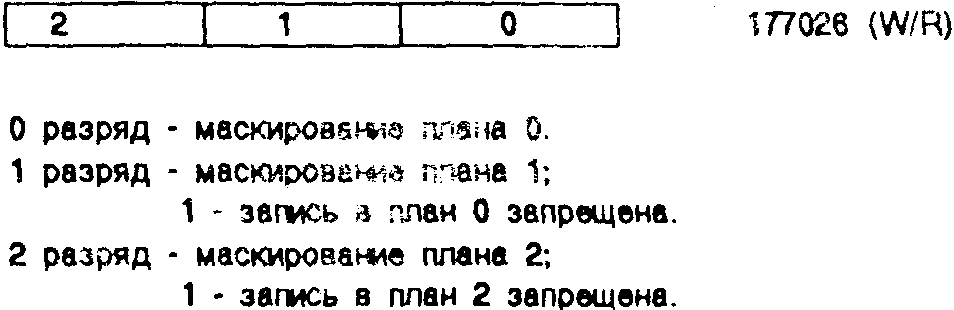 2 1 0 177026 (W/R)
0 разряд - маскирование плана 0.
1 разряд - маскирование плана 1;
1 - запись в план 0 запрещена.
2 разряд - маскирование плана 2;
1 - запись в план 2 запрещена.